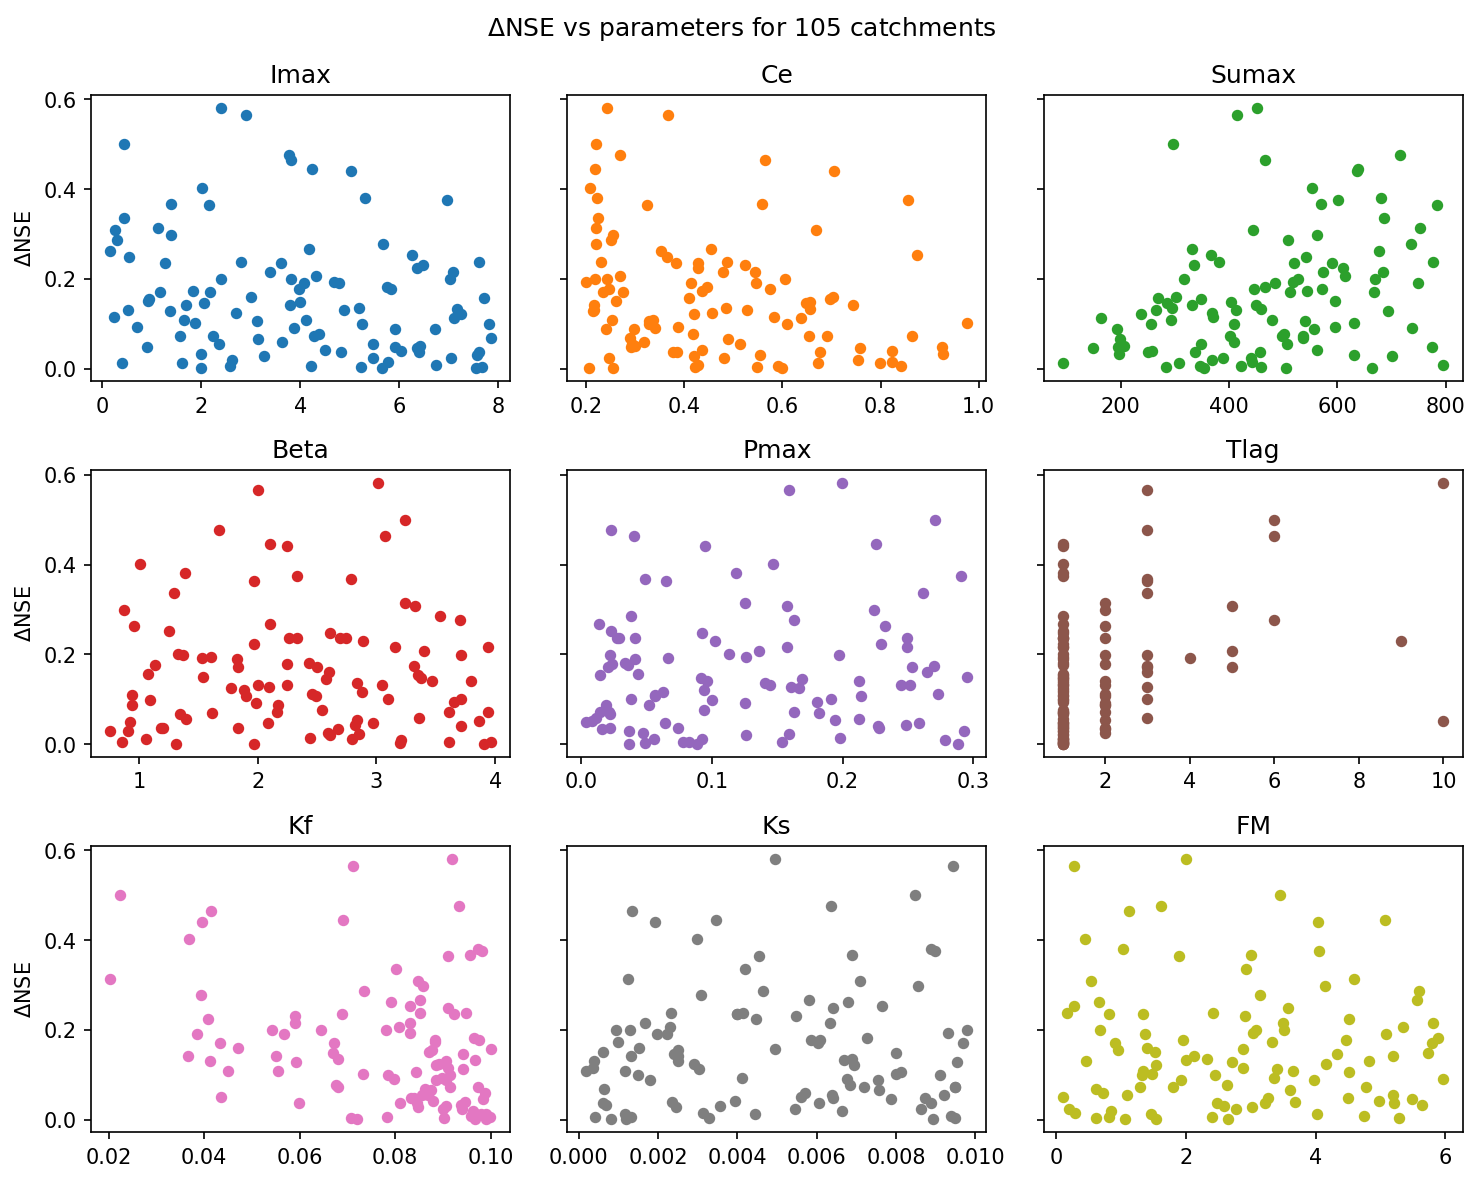 ΔNSE vs parameters for 105 catchments
Imax
Ce
Sumax
ΔNSE
0.6
0.4
0.2
0.0
0 2 4 6 8
0.2 0.4 0.6 0.8 1.0
200 400 600 800
Beta
Pmax
Tlag
ΔNSE
0.6
0.4
0.2
0.0
1 2 3 4
0.0 0.1 0.2 0.3
2 4 6 8 10
Kf
Ks
FM
ΔNSE
0.6
0.4
0.2
0.0
0.02 0.04 0.06 0.08 0.10
0.000 0.002 0.004 0.006 0.008 0.010
0 2 4 6